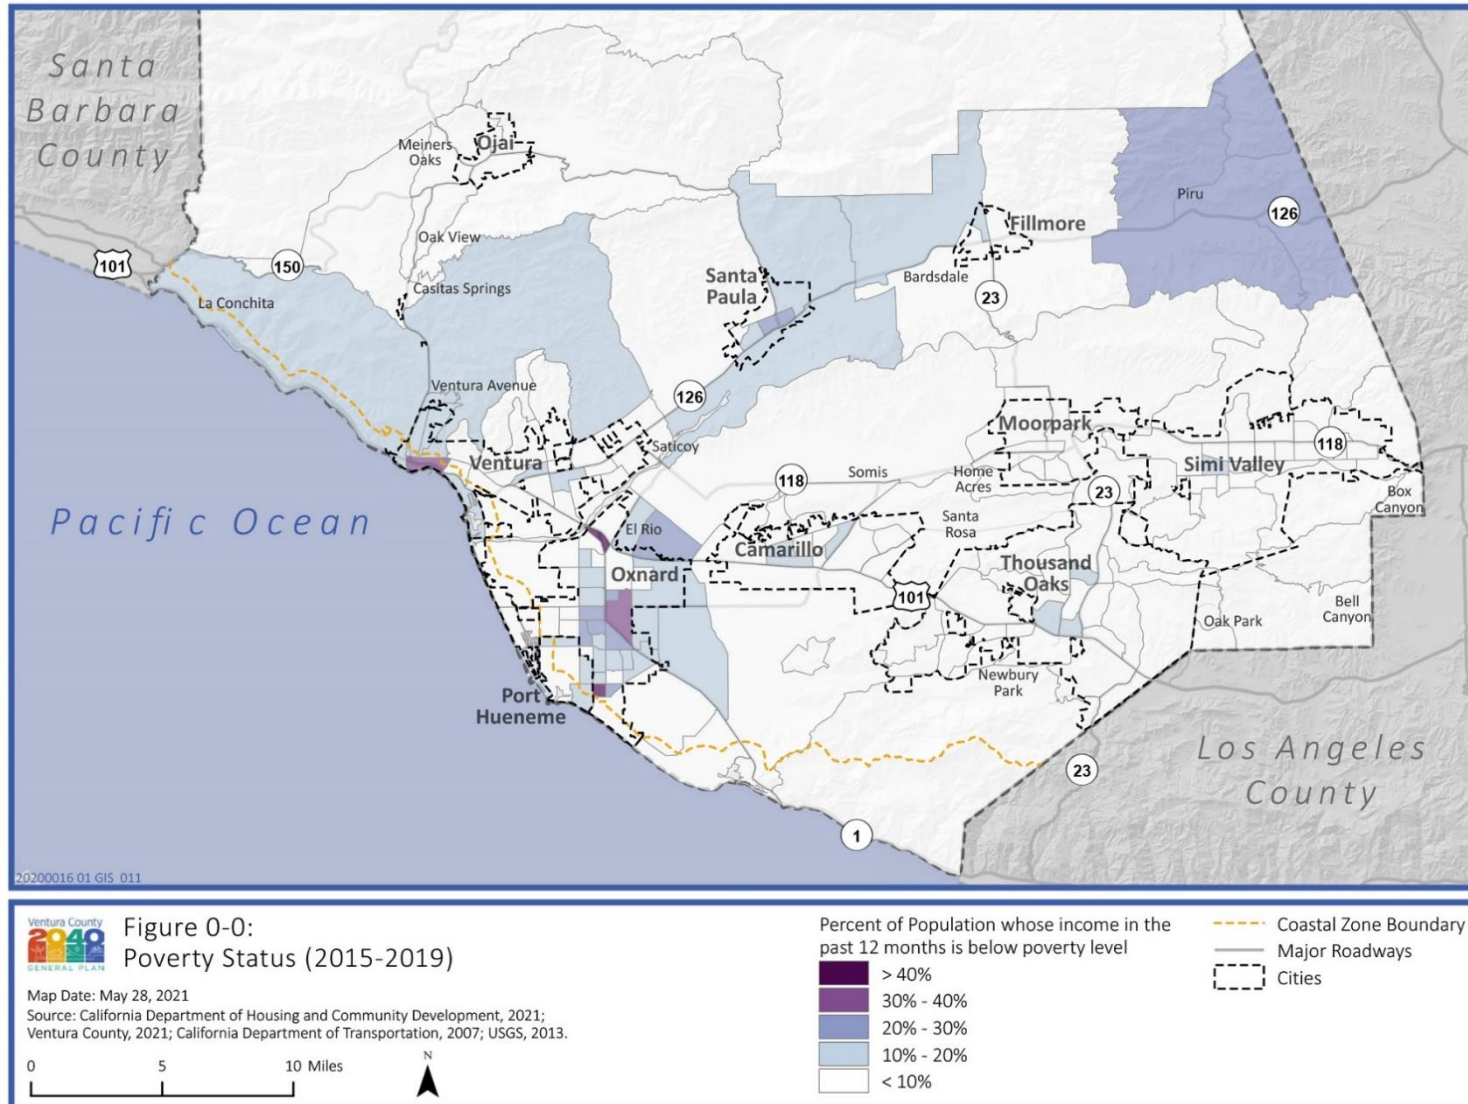 Santa
Barbara
County
Meiners
Oaks
Ojai
Piru
126
Fillmore
Oak View
101
150
Santa
Paula
Bardsdale
Casitas Springs
23
La Conchita
Ventura Avenue
126
Moorpark
118
Saticoy
Ventura
Simi Valley
118
Somis
Home
Acres
23
Box
Canyon
Pacific Ocean
El Rio
Santa
Rosa
Camarillo
Oxnard
Thousand
Oaks
101
Bell
Canyon
Oak Park
Newbury
Park
Port
Hueneme
Los Angeles
County
23
1
20200016 01 GIS 011
Ventura County
2040
GENERAL PLAN
Figure 0-0:
Poverty Status (2015-2019)
Map Date: May 28, 2021
Source: California Department of Housing and Community Development, 2021;
Ventura County, 2021; California Department of Transportation, 2007; USGS, 2013.
0 5 10 Miles
N
Percent of Population whose income in the
past 12 months is below poverty level
> 40%
30% - 40%
20% - 30%
10% - 20%
< 10%
Coastal Zone Boundary
Major Roadways
Cities